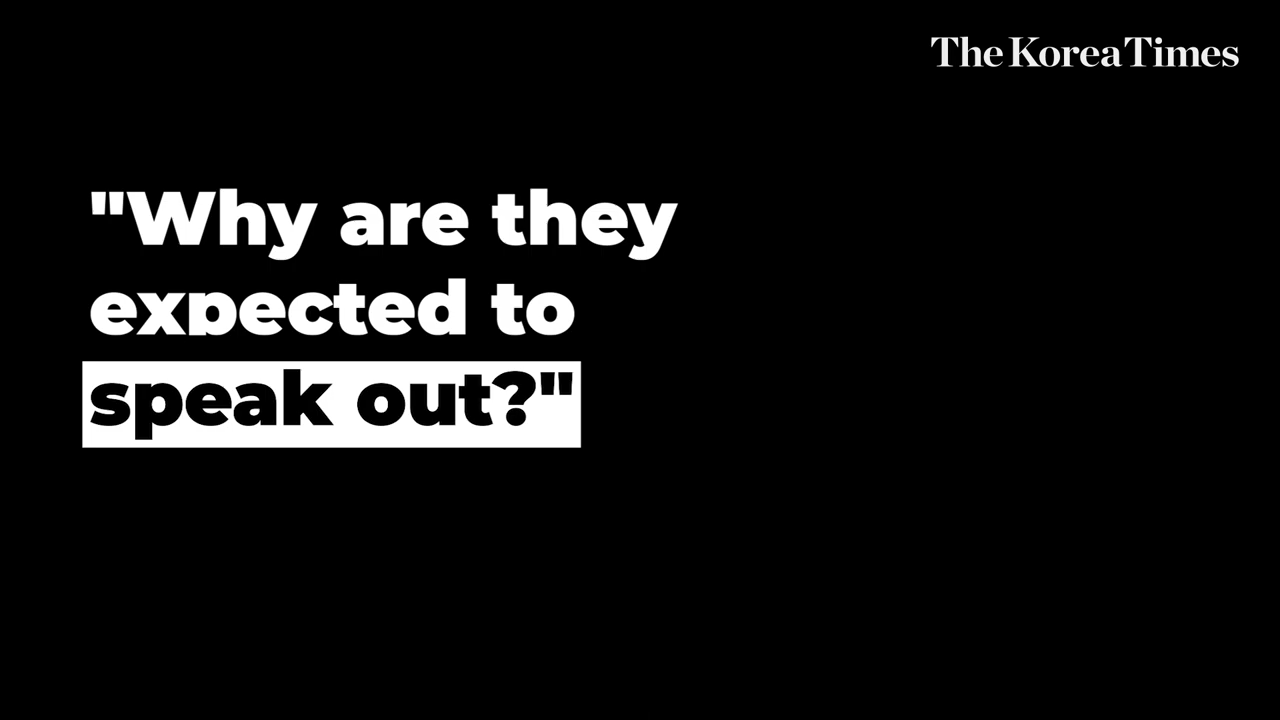 The Korea Times
"Why are they
expected to
speak out?"